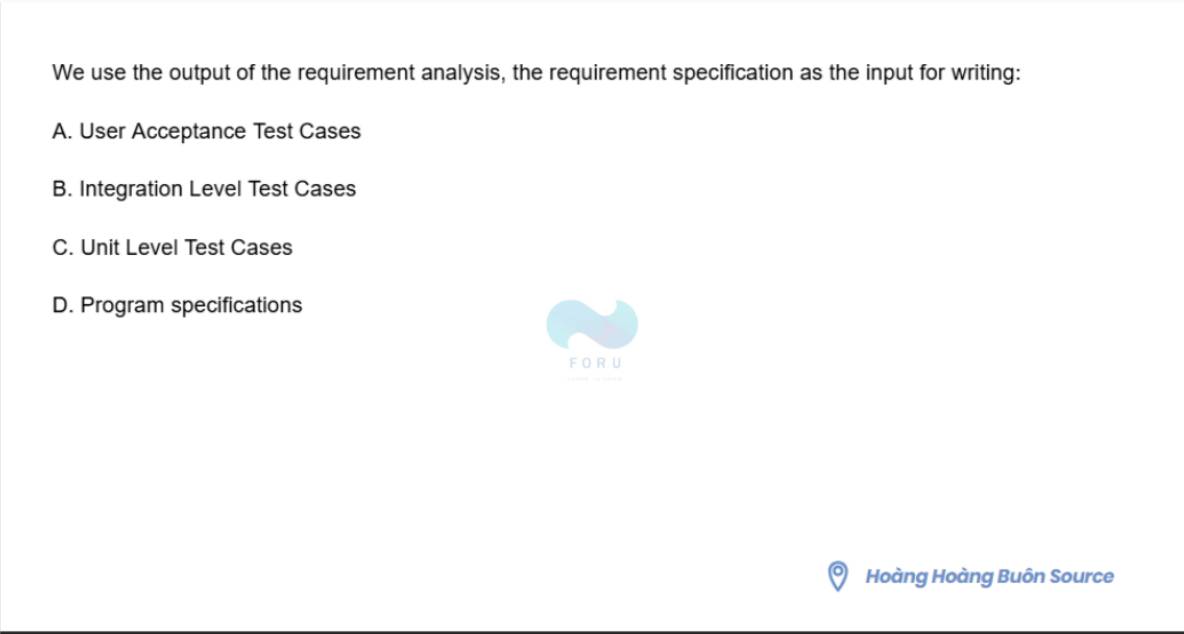 We use the output of the requirement analysis, the requirement specification as the input for writing:
A. User Acceptance Test Cases
B. Integration Level Test Cases
C. Unit Level Test Cases
D. Program specifications
FORU
Hoàng Hoàng Buôn Source